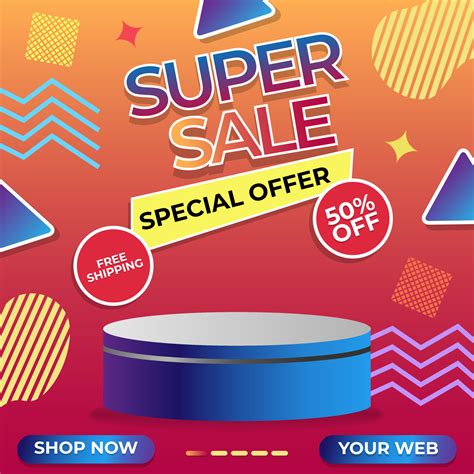 SUPER
SALE
SPECIAL OFFER
50%
OFF
FREE
SHIPPING
SHOP NOW
YOUR WEB